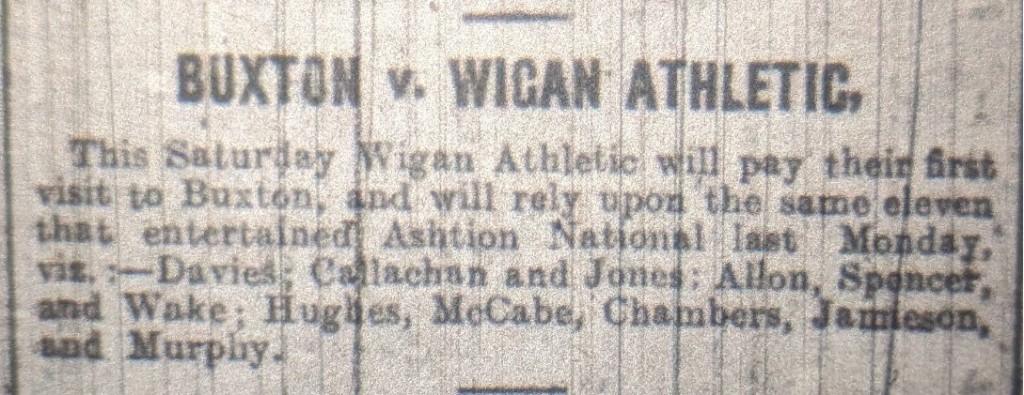 BUXTON v. WIGAN ATHLETIC,
This Saturday Wigan Athletic will pay their first
visit to Buxton, and will rely upon the same eleven
that entertained Ashtion National last Monday,
viz. :—Davies; Callachan and Jones; Allon, Spencer,
and Wake; Hughes, McCabe, Chambers, Jamieson,
and Murphy.